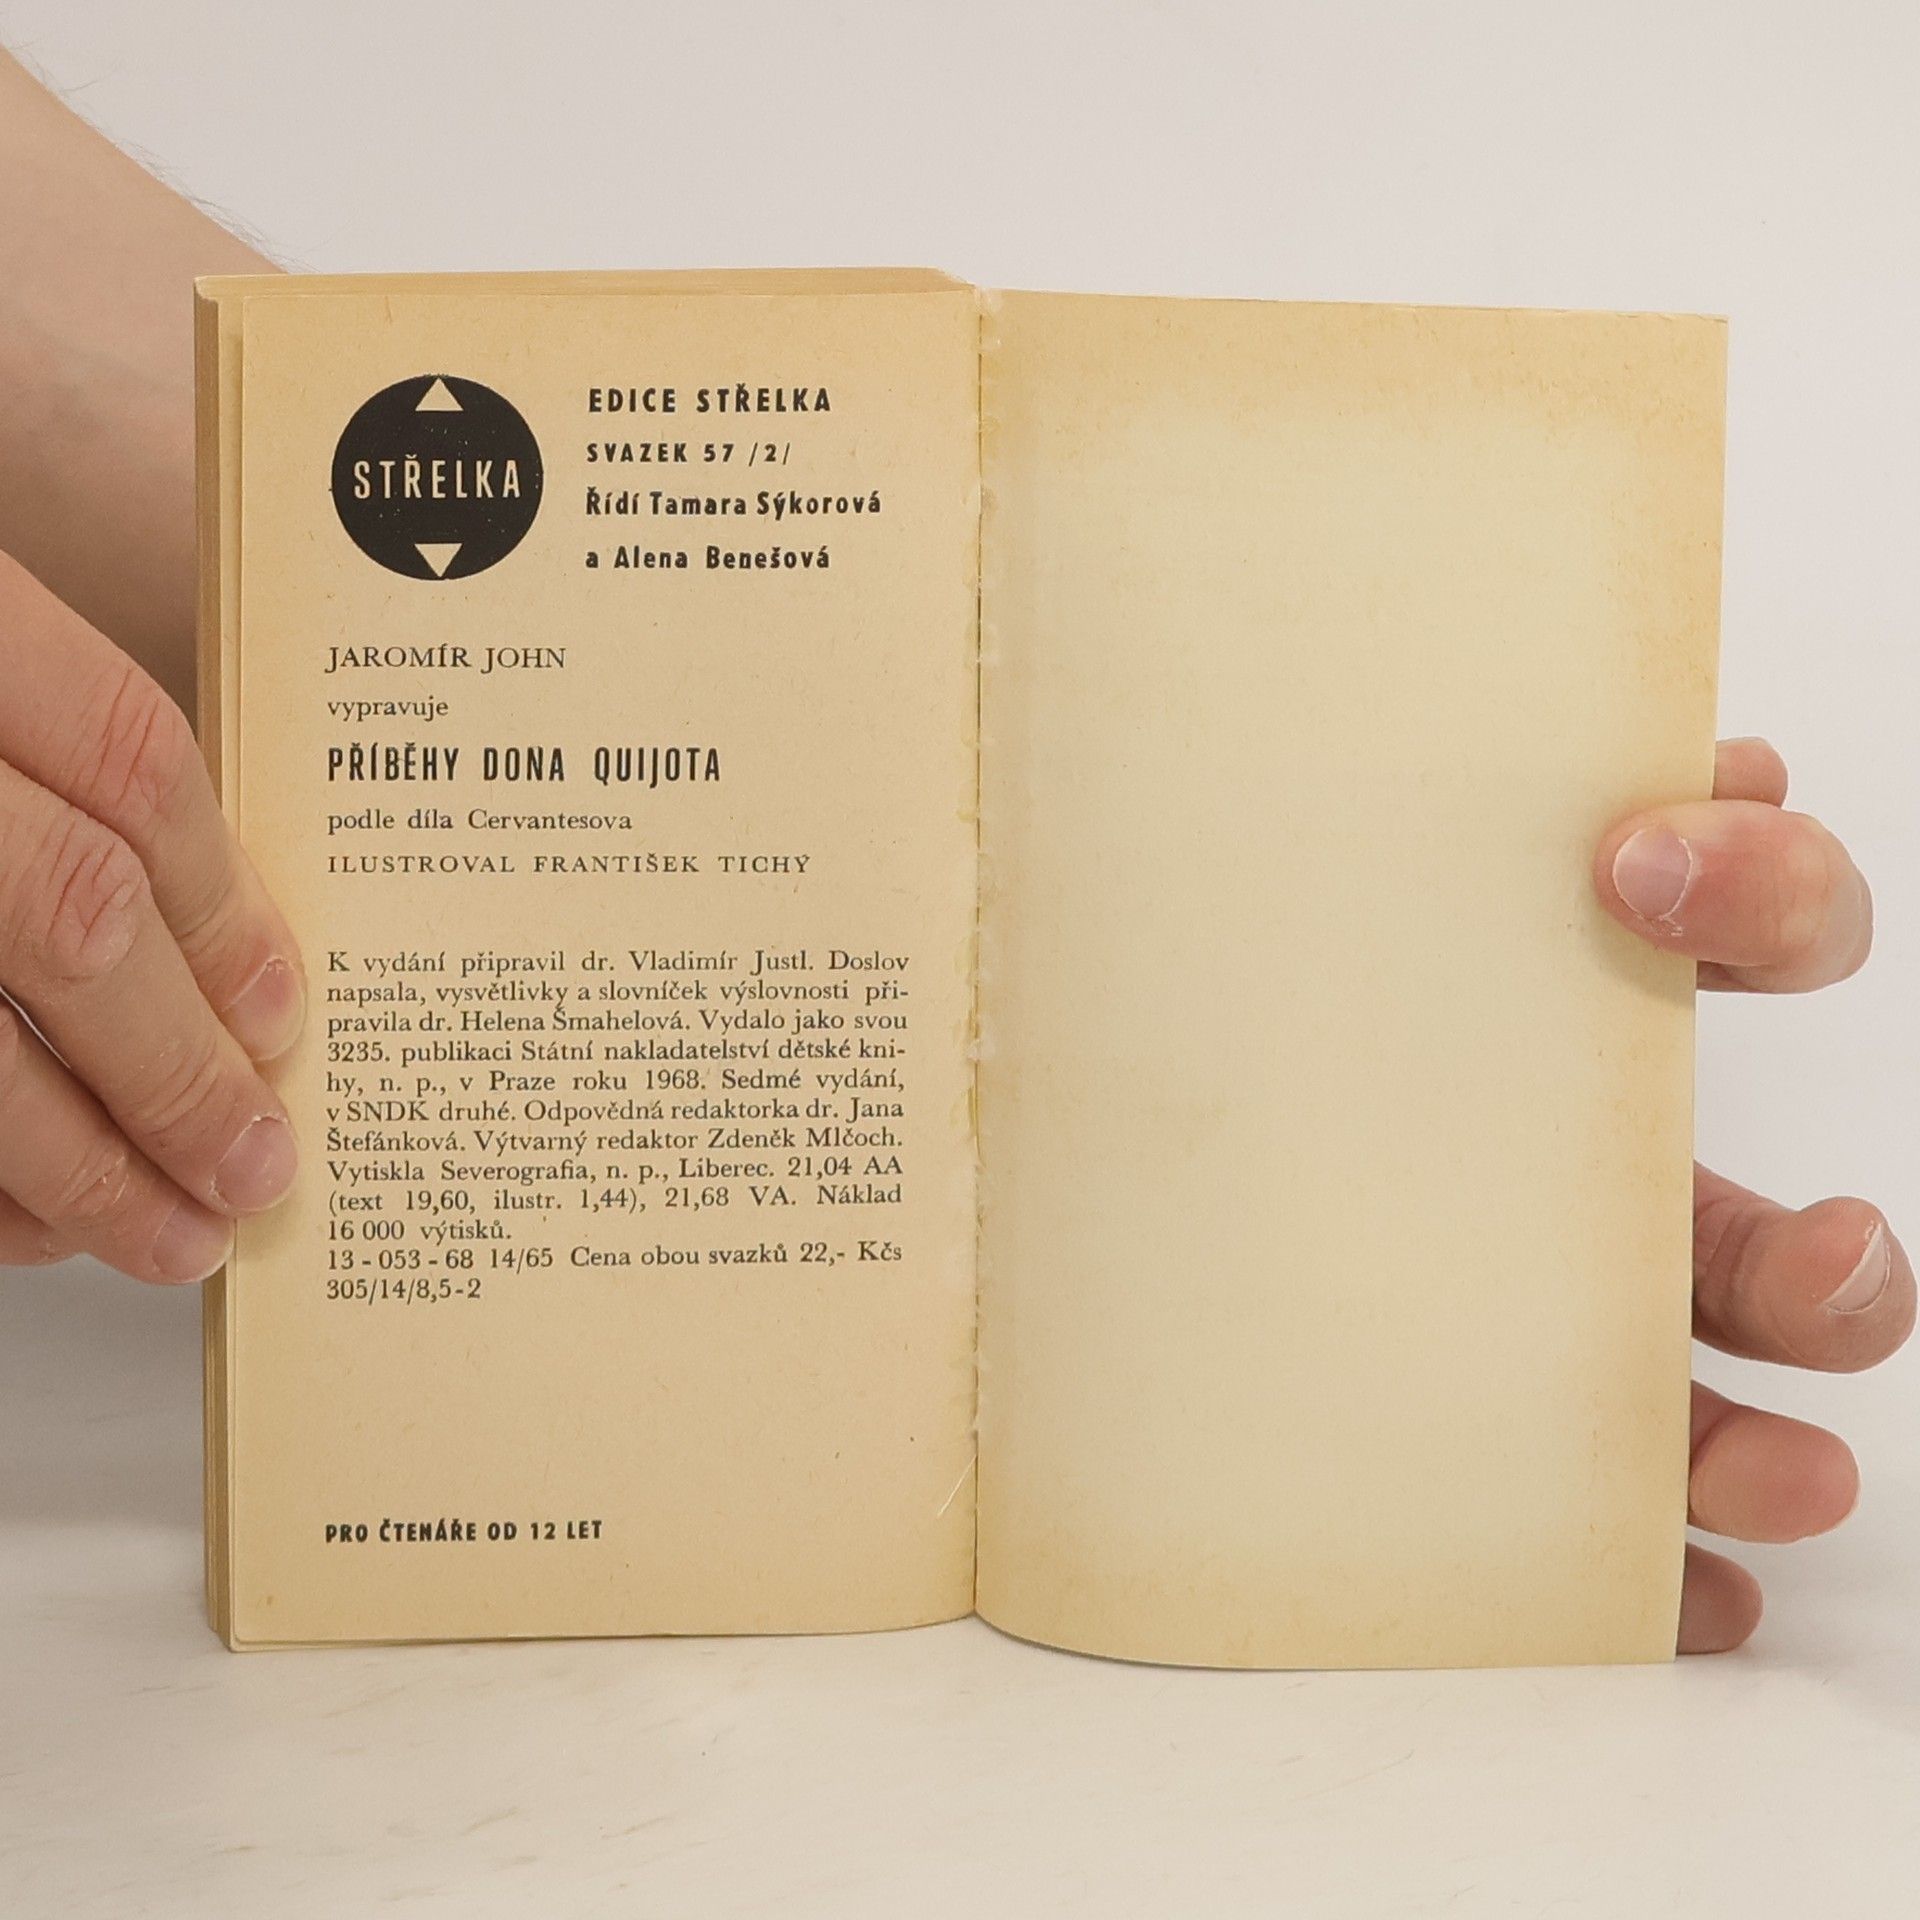 STŘELKA
EDICE STŘELKA
SVAZEK 57 /2/
Řídí Tamara Sýkorová
a Alena Benešová
JAROMÍR JOHN
vypravuje
PŘÍBĚHY DONA QUIJOTA
podle díla Cervantesova
ILUSTROVAL FRANTIŠEK TICHÝ
K vydání připravil dr. Vladimír Justl. Doslov
napsala, vysvětlivky a slovníček výslovnosti při-
pravila dr. Helena Šmahelová. Vydalo jako svou
3235. publikaci Státní nakladatelství dětské kni-
hy, n. p., v Praze roku 1968. Sedmé vydání,
v SNDK druhé. Odpovědná redaktorka dr. Jana
Štefánková. Výtvarný redaktor Zdeněk Mlčoch.
Vytiskla Severografia, n. p., Liberec. 21,04 AA
(text 19,60, ilustr. 1,44), 21,68 VA. Náklad
16 000 výtisků.
13 - 053 - 68 14/65 Cena obou svazků 22,- Kčs
305/14/8,5-2
PRO ČTENÁŘE OD 12 LET